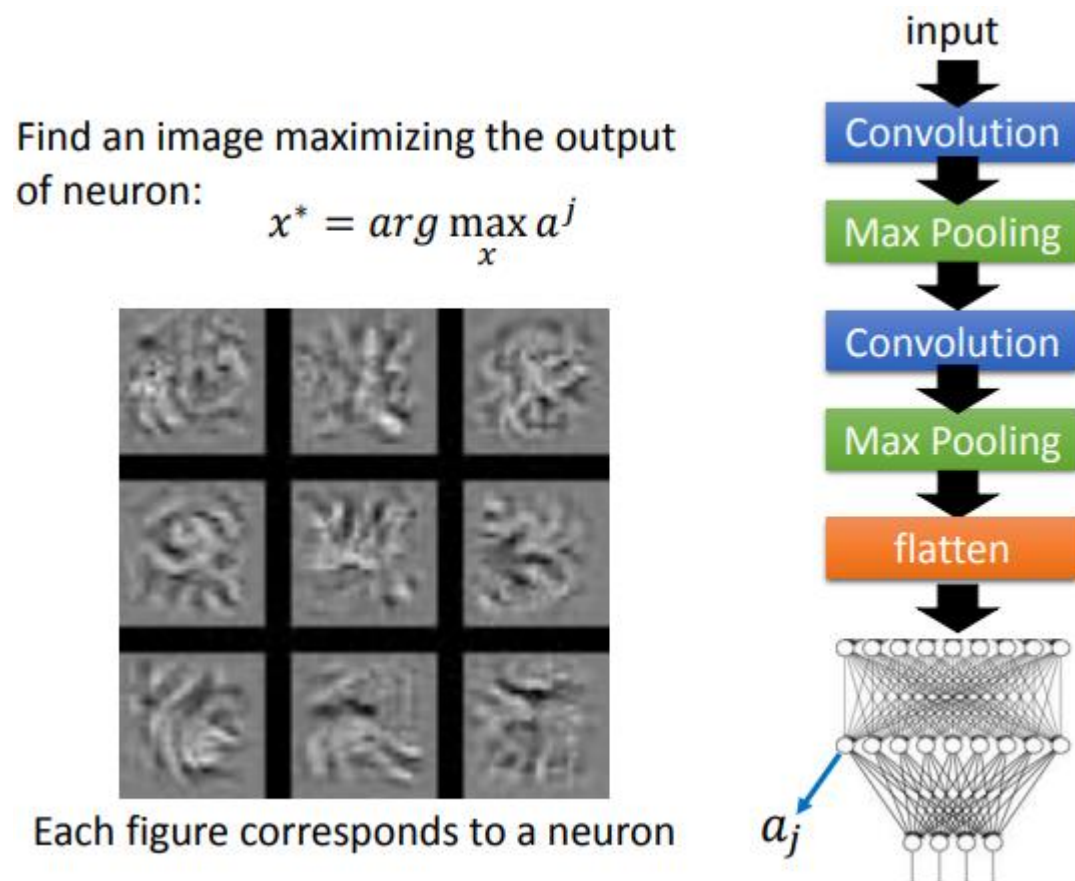 Find an image maximizing the output
of neuron:
x* = arg max_x a^j
Each figure corresponds to a neuron
input
Convolution
Max Pooling
Convolution
Max Pooling
flatten
a_j